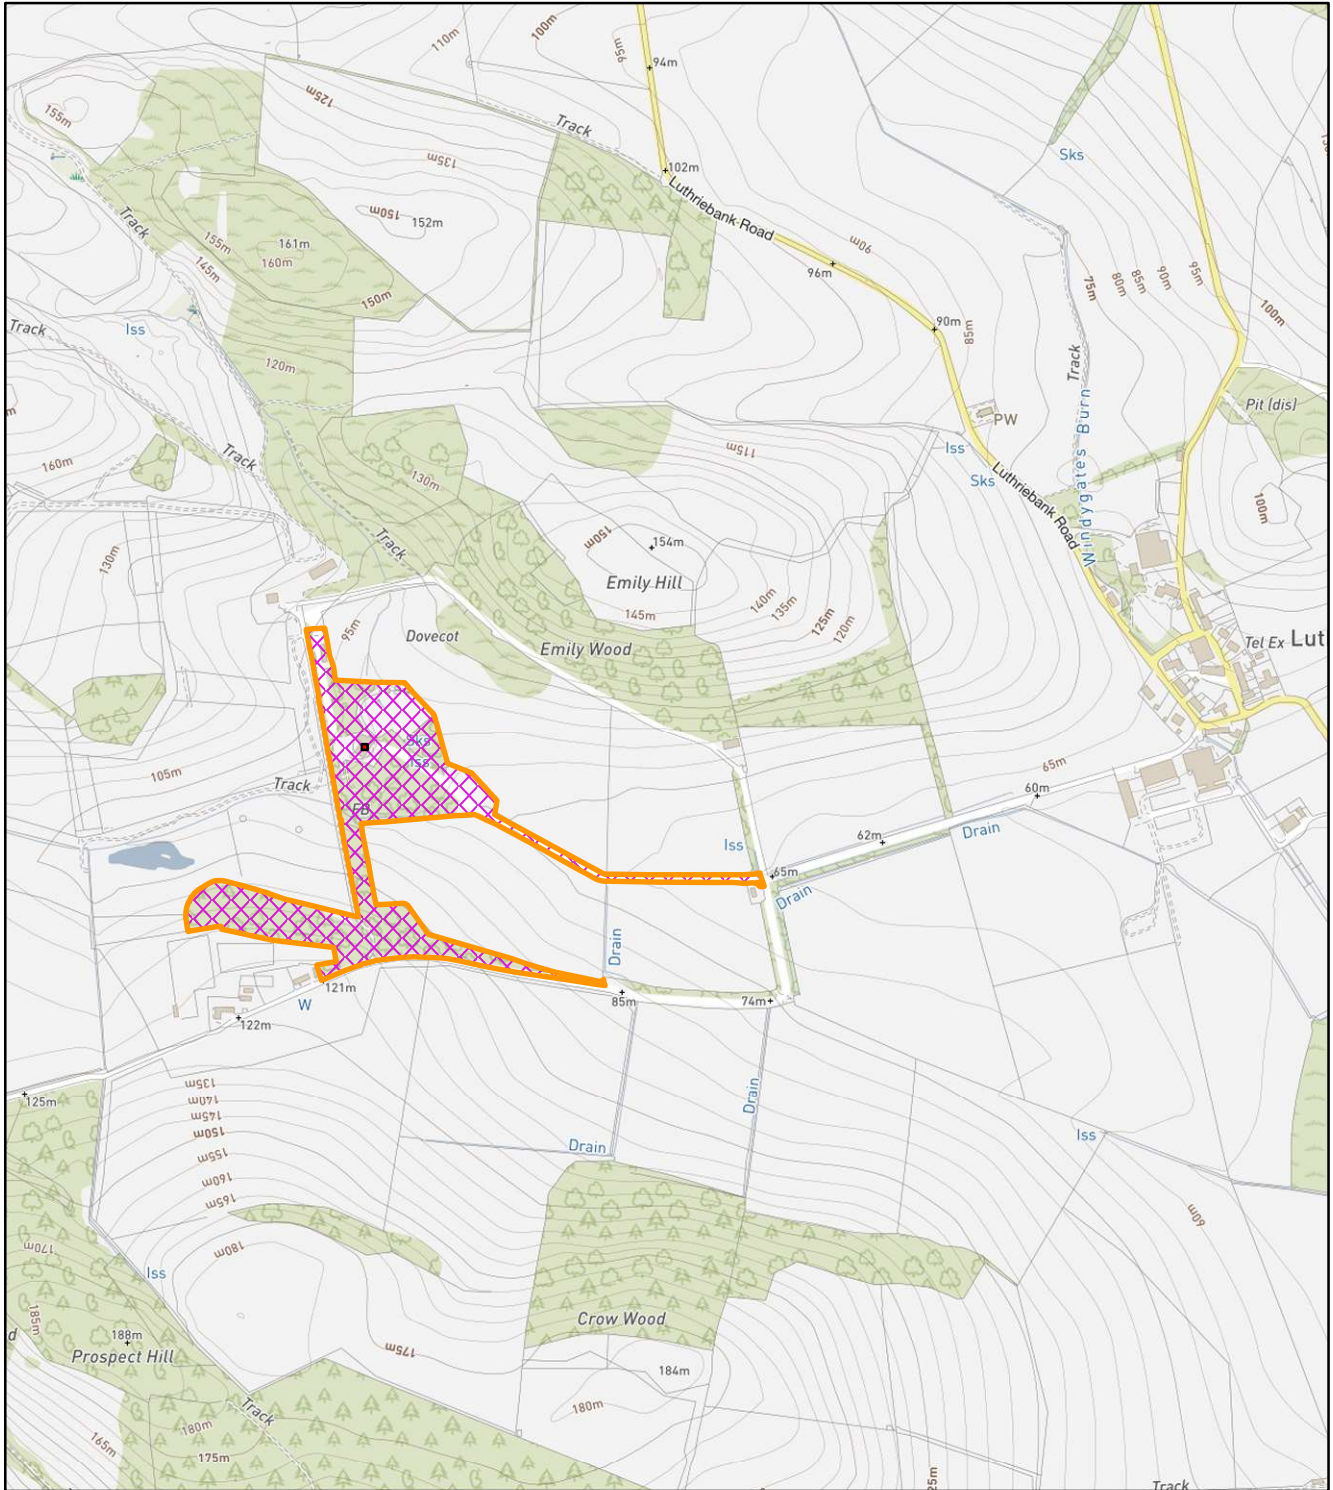 110m
100m
95m
94m
125m
155m
Track
135m
102m
Sks
Luthriebank Road
150m
152m
Track
155m
161m
160m
145m
90m
96m
75m
80m
85m
90m
95m
150m
100m
Track
Iss
90m
85m
Track
120m
Windygates Burn
PW
Pit (dis)
115m
Iss
Sks
Luthriebank Road
160m
Track
130m
100m
150m
154m
Track
130m
Emily Hill
140m
135m
125m
120m
145m
95m
Dovecot
Emily Wood
Tel Ex
Lut
Sks
Iss
65m
105m
Track
60m
FB
62m
Drain
Iss
65m
Drain
Drain
121m
85m
74m
W
122m
135m
140m
145m
150m
155m
160m
165m
125m
Drain
Drain
Iss
60m
170m
180m
Iss
185m
d
188m
Prospect Hill
175m
Crow Wood
184m
180m
Track
180m
165m
175m
25m
Track